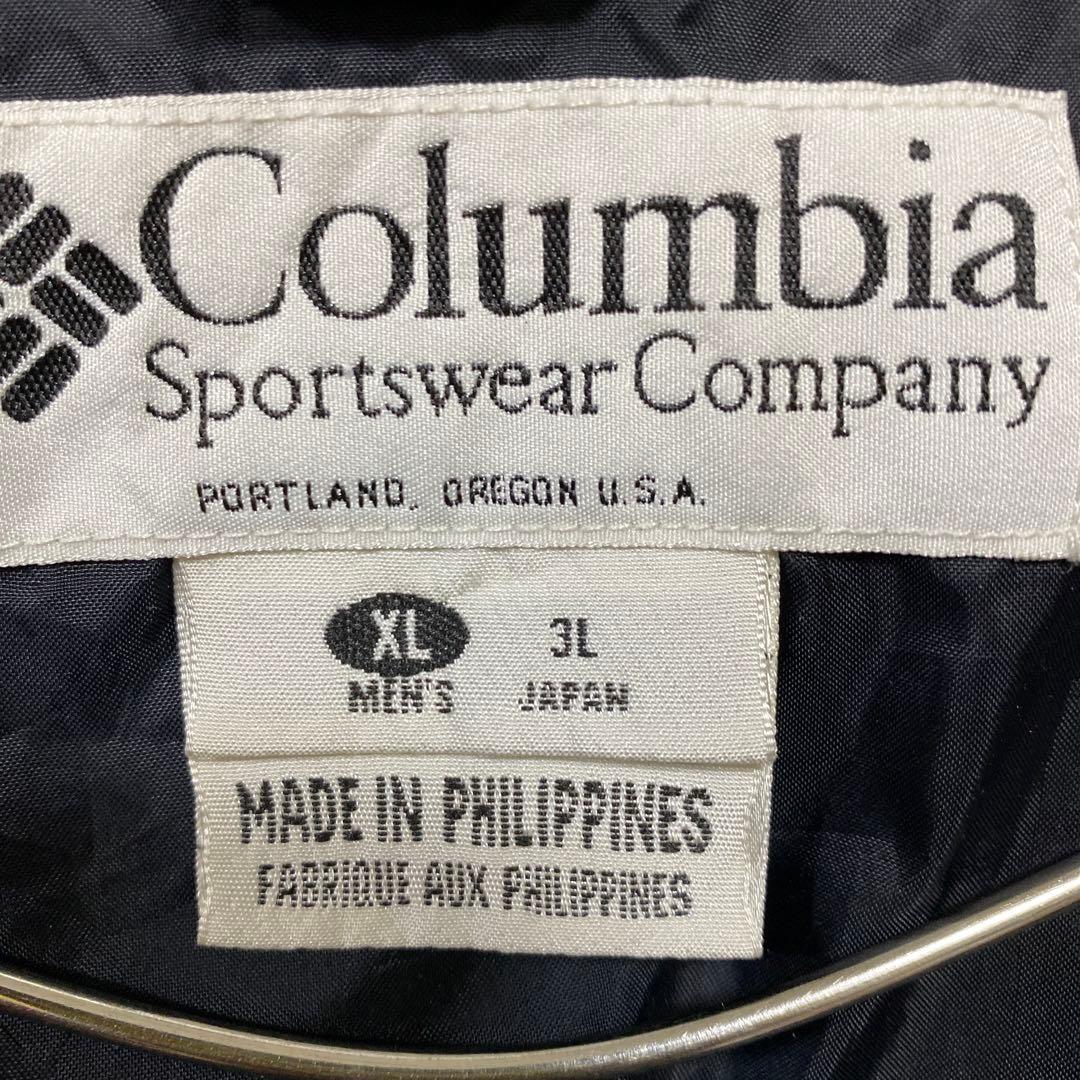 Columbia
Sportswear Company
PORTLAND, OREGON U.S.A.
XL 3L
MEN'S JAPAN
MADE IN PHILIPPINES
FABRIQUE AUX PHILIPPINES